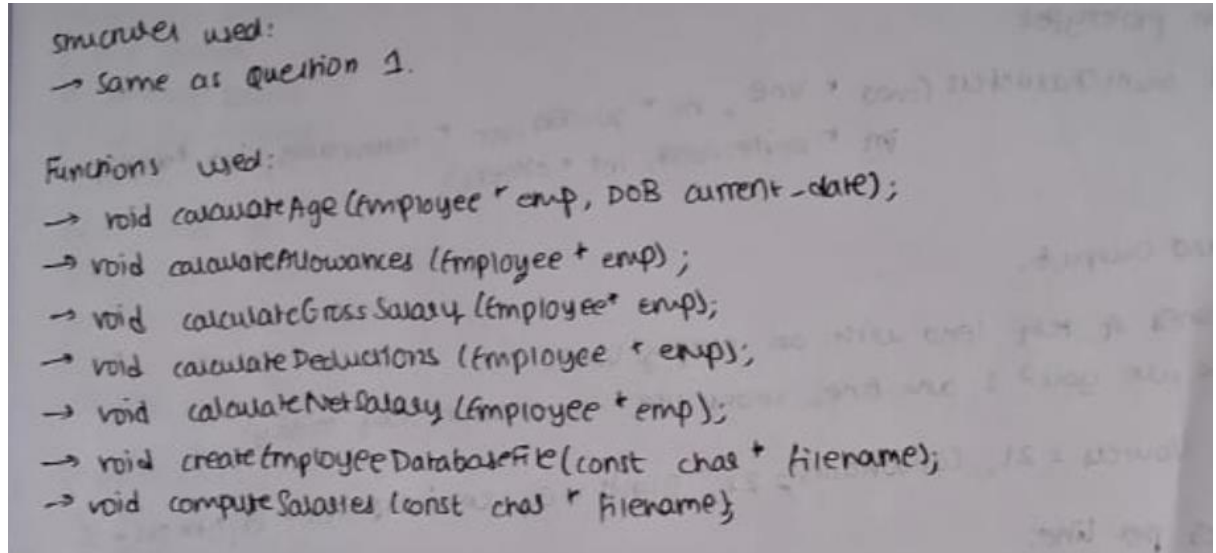 structures used:
→ Same as Question 1.
Functions used:
→ void calculateAge (Employee * emp, DOB current_date);
→ void calculateAllowances (Employee * emp);
→ void calculateGrossSalary (Employee* emp);
→ void calculateDeductions (Employee * emp);
→ void calculateNetSalary (Employee * emp);
→ void createEmployeeDatabaseFile(const char * filename);
→ void computeSalaries (const char * filename);